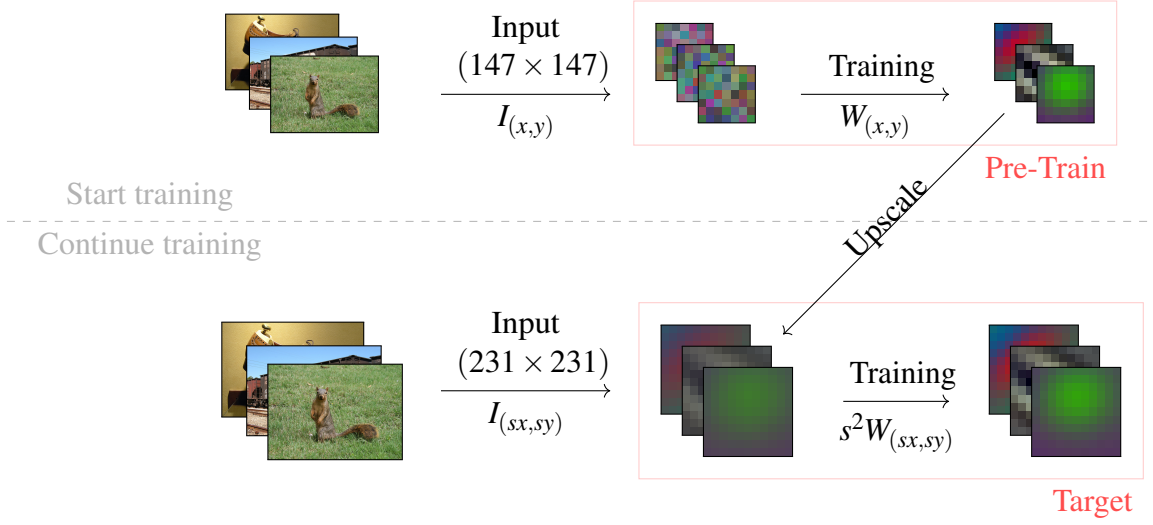 Input
(147 × 147)
I(x,y)
Training
W(x,y)
Pre-Train
Start training
Upscale
Continue training
Input
(231 × 231)
I(sx,sy)
Training
s²W(sx,sy)
Target